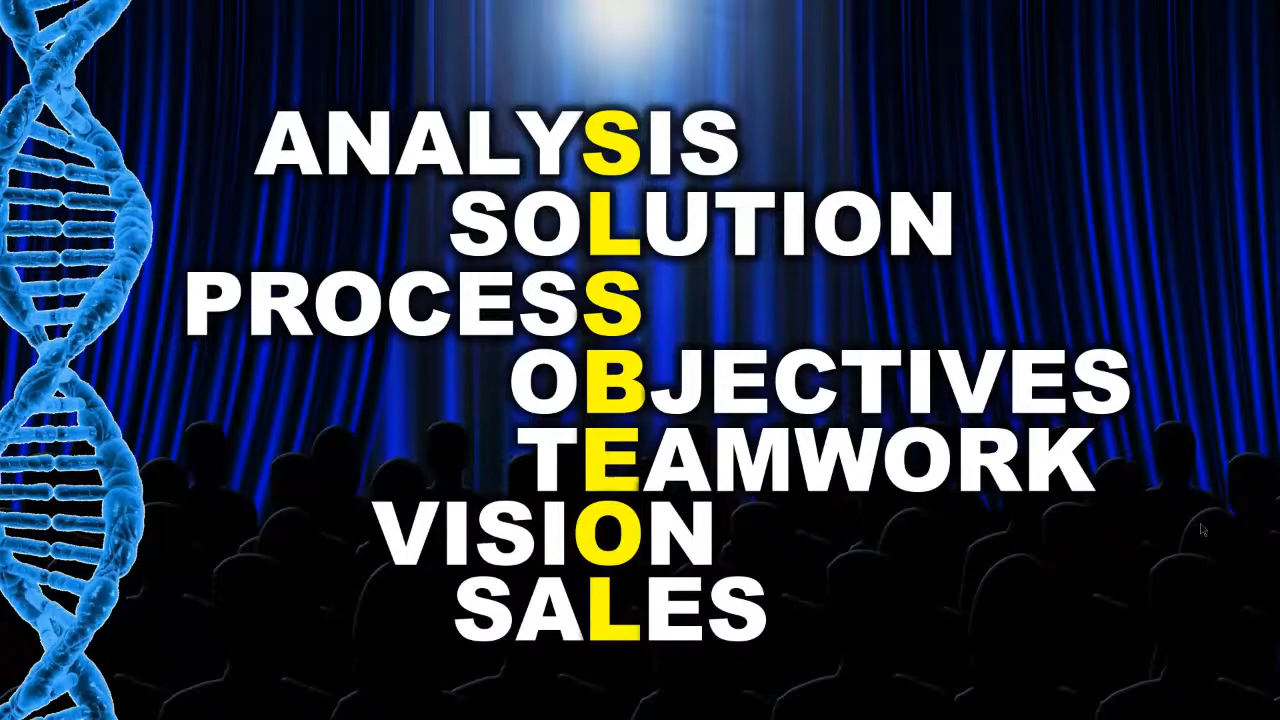 ANALYSIS
SOLUTION
PROCESS
OBJECTIVES
TEAMWORK
VISION
SALES